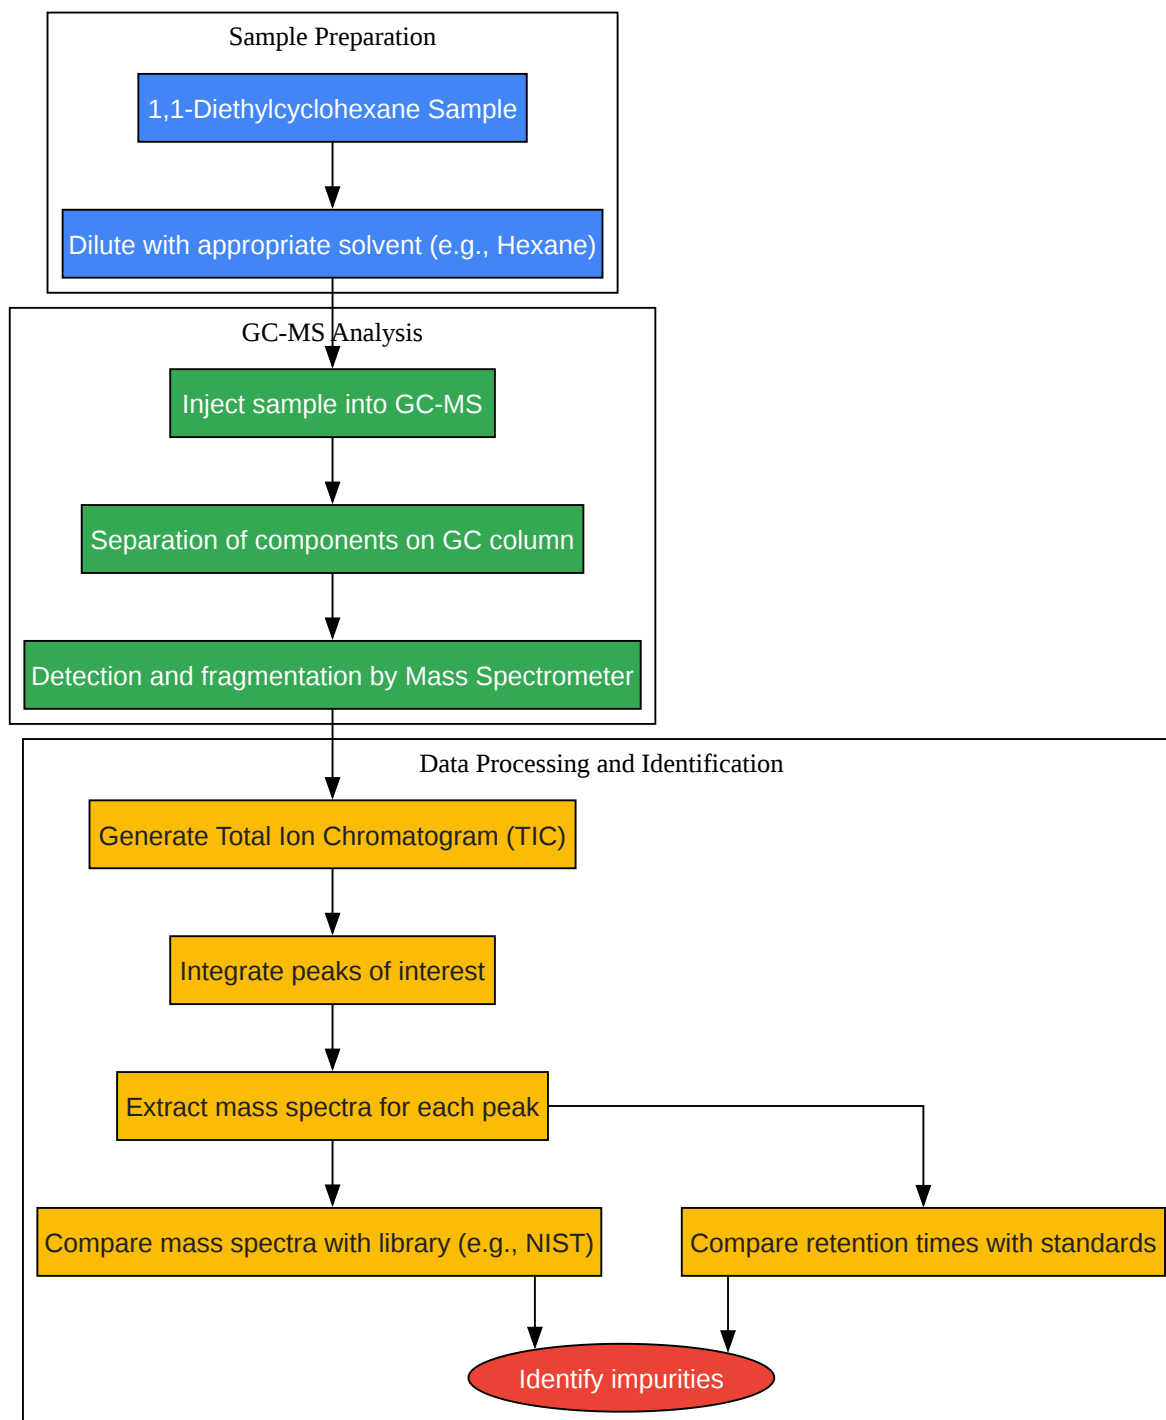 Sample Preparation
1,1-Diethylcyclohexane Sample
Dilute with appropriate solvent (e.g., Hexane)
GC-MS Analysis
Inject sample into GC-MS
Separation of components on GC column
Detection and fragmentation by Mass Spectrometer
Data Processing and Identification
Generate Total Ion Chromatogram (TIC)
Integrate peaks of interest
Extract mass spectra for each peak
Compare mass spectra with library (e.g., NIST)
Compare retention times with standards
Identify impurities